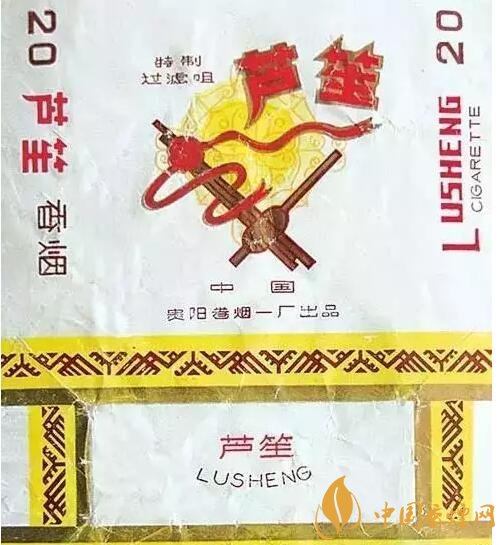 20 芦笙 香烟
特制
过滤咀
芦笙
中国
贵阳卷烟一厂出品
LUSHENG 20
CIGARETTE
芦笙
LUSHENG
中国香烟网